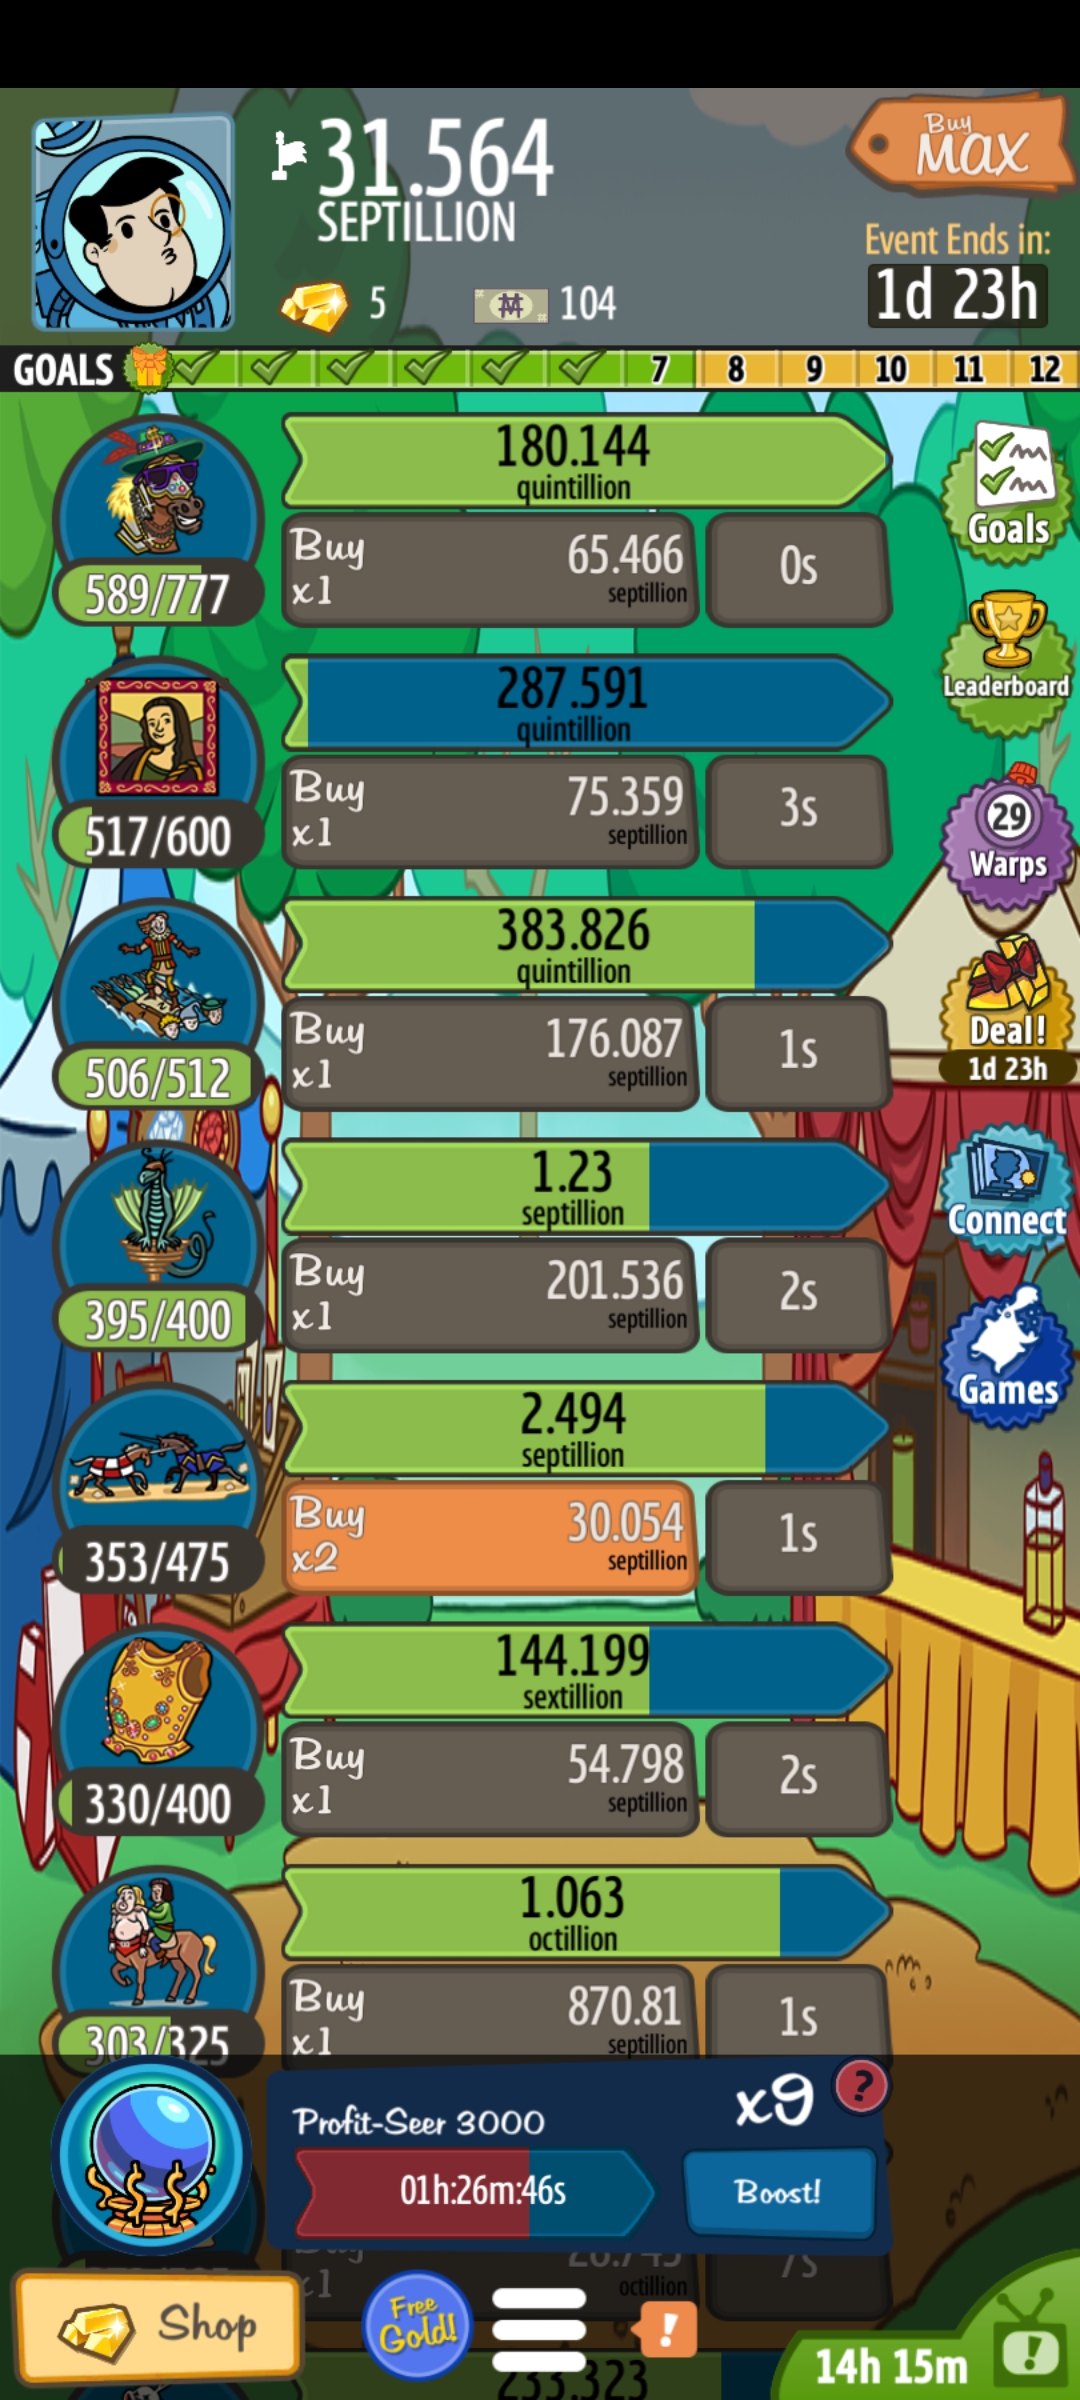 31.564
SEPTILLION
Buy
MAX
5
104
Event Ends in:
1d 23h
GOALS
7
8
9
10
11
12
180.144
quintillion
Buy
x1
65.466
septillion
0s
589/777
Goals
Leaderboard
287.591
quintillion
Buy
x1
75.359
septillion
3s
517/600
29
Warps
383.826
quintillion
Buy
x1
176.087
septillion
1s
506/512
Deal!
1d 23h
1.23
septillion
Buy
x1
201.536
septillion
2s
395/400
Connect
Games
2.494
septillion
Buy
x2
30.054
septillion
1s
353/475
144.199
sextillion
Buy
x1
54.798
septillion
2s
330/400
1.063
octillion
Buy
x1
870.81
septillion
1s
303/325
Profit-Seer 3000
x9
?
01h:26m:46s
Boost!
x1
octillion
7s
Shop
Free
Gold!
!
14h 15m
!
233.323